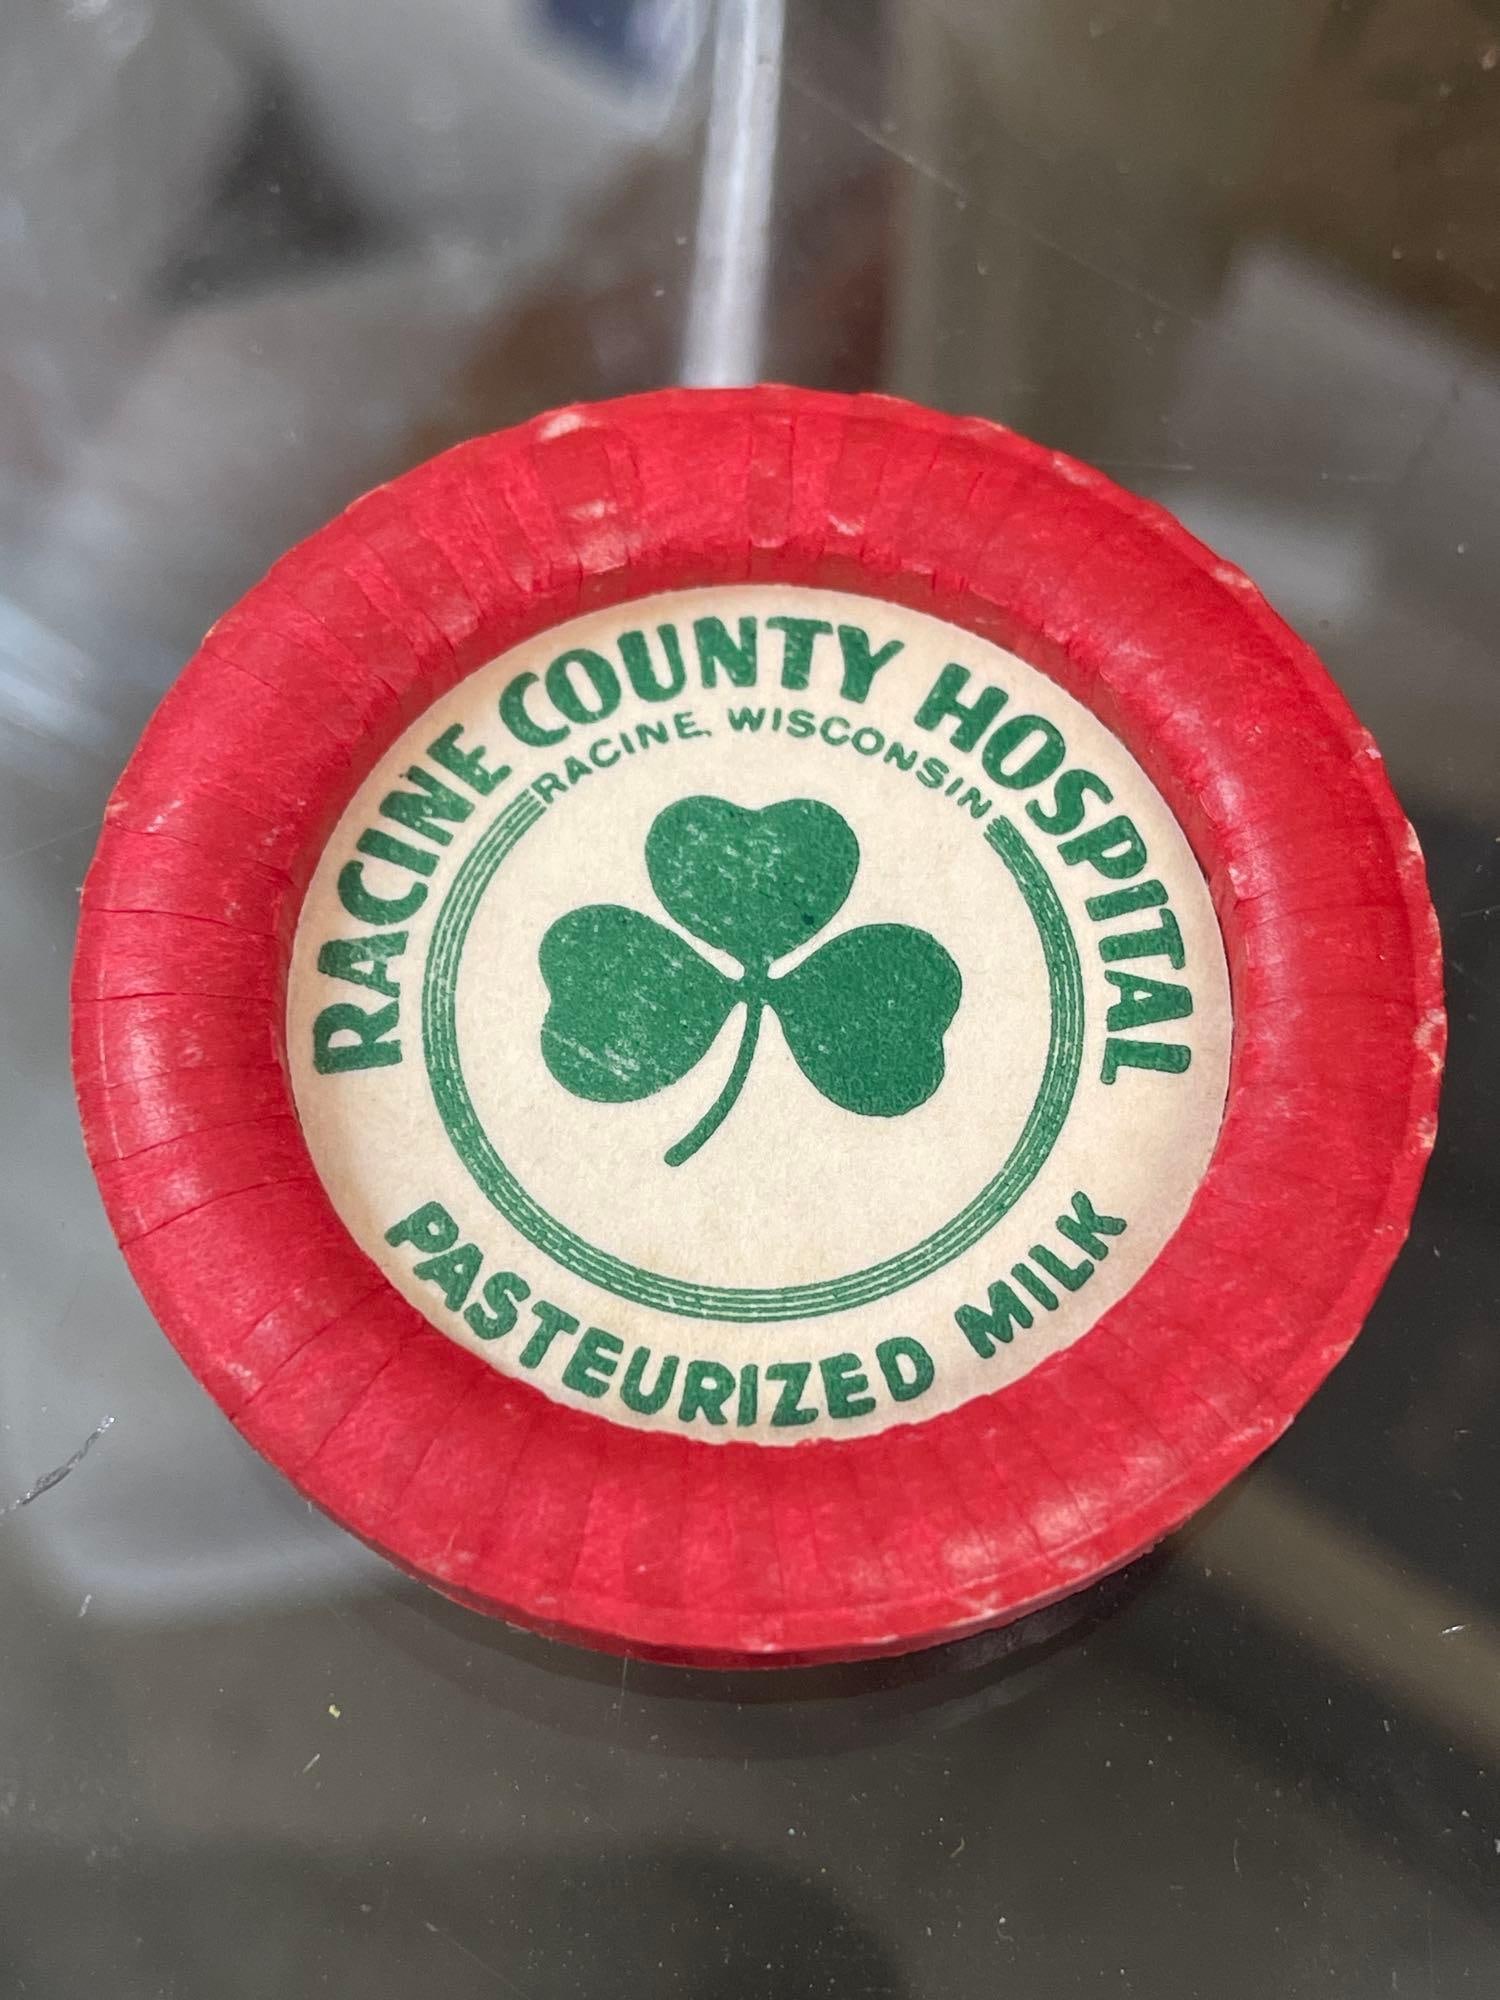 RACINE COUNTY HOSPITAL
RACINE, WISCONSIN
PASTEURIZED MILK